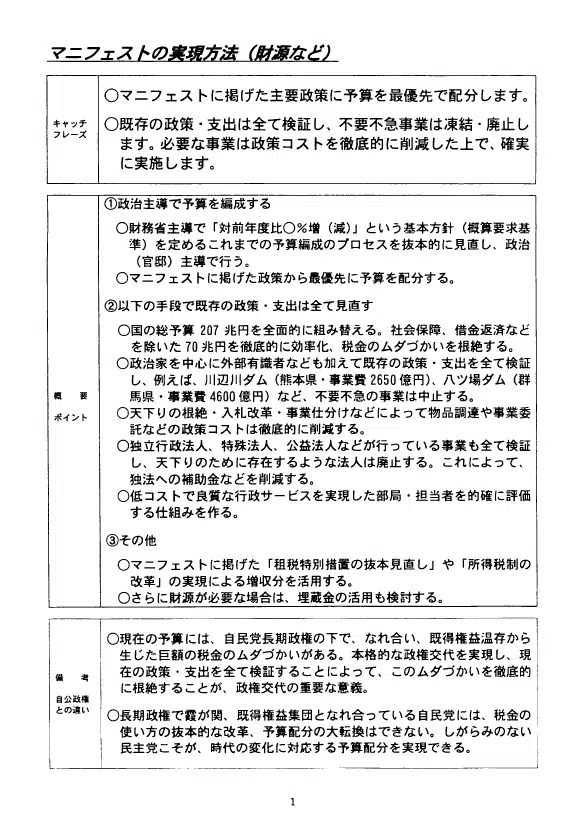 マニフェストの実現方法（財源など）
キャッチ
フレーズ
○マニフェストに掲げた主要政策に予算を最優先で配分します。
○既存の政策・支出は全て検証し、不要不急事業は凍結・廃止し
ます。必要な事業は政策コストを徹底的に削減した上で、確実
に実施します。
概　要
ポイント
①政治主導で予算を編成する
○財務省主導で「対前年度比○％増（減）」という基本方針（概算要求基
準）を定めるこれまでの予算編成のプロセスを抜本的に見直し、政治
（官邸）主導で行う。
○マニフェストに掲げた政策から最優先に予算を配分する。
②以下の手段で既存の政策・支出は全て見直す
○国の総予算 207 兆円を全面的に組み替える。社会保障、借金返済など
を除いた 70 兆円を徹底的に効率化、税金のムダづかいを根絶する。
○政治家を中心に外部有識者なども加えて既存の政策・支出を全て検証
し、例えば、川辺川ダム（熊本県・事業費 2650 億円）、八ツ場ダム（群
馬県・事業費 4600 億円）など、不要不急の事業は中止する。
○天下りの根絶・入札改革・事業仕分けなどによって物品調達や事業委
託などの政策コストは徹底的に削減する。
○独立行政法人、特殊法人、公益法人などが行っている事業も全て検証
し、天下りのために存在するような法人は廃止する。これによって、
独法への補助金などを削減する。
○低コストで良質な行政サービスを実現した部局・担当者を的確に評価
する仕組みを作る。
③その他
○マニフェストに掲げた「租税特別措置の抜本見直し」や「所得税制の
改革」の実現による増収分を活用する。
○さらに財源が必要な場合は、埋蔵金の活用も検討する。
備　考
自公政権
との違い
○現在の予算には、自民党長期政権の下で、なれ合い、既得権益温存から
生じた巨額の税金のムダづかいがある。本格的な政権交代を実現し、現
在の政策・支出を全て検証することによって、このムダづかいを徹底的
に根絶することが、政権交代の重要な意義。
○長期政権で霞が関、既得権益集団となれ合っている自民党には、税金の
使い方の抜本的な改革、予算配分の大転換はできない。しがらみのない
民主党こそが、時代の変化に対応する予算配分を実現できる。
1